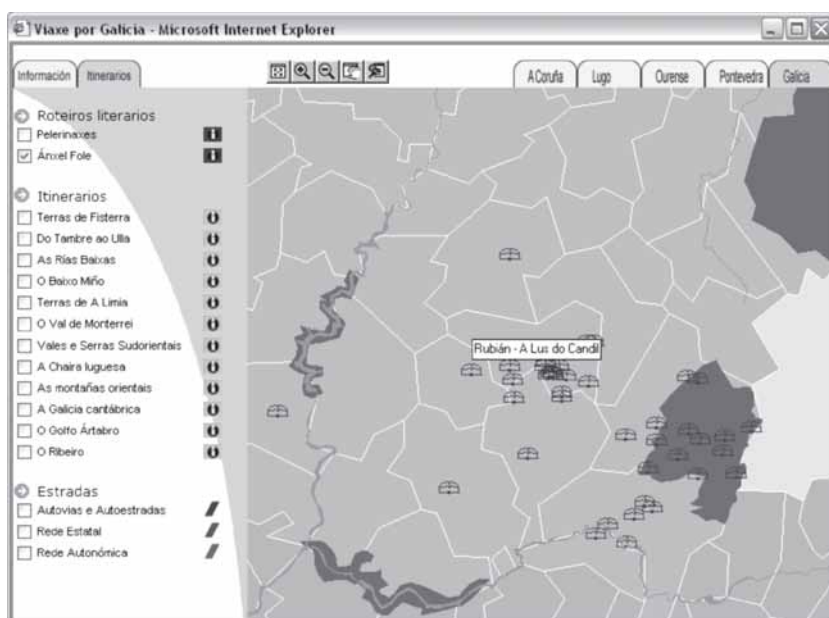 Viaxe por Galicia - Microsoft Internet Explorer
Información
Itinerarios
A Coruña
Lugo
Ourense
Pontevedra
Galicia
Roteiros literarios
Pelerinaxes
Ánxel Fole
Itinerarios
Terras de Fisterra
Do Tambre ao Ulla
As Rías Baixas
O Baixo Miño
Terras de A Limia
O Val de Monterrei
Vales e Serras Sudorientais
A Chaira luguesa
As montañas orientais
A Galicia cantábrica
O Golfo Ártabro
O Ribeiro
Estradas
Autovias e Autoestradas
Rede Estatal
Rede Autonómica
Rubián - A Lus do Candil